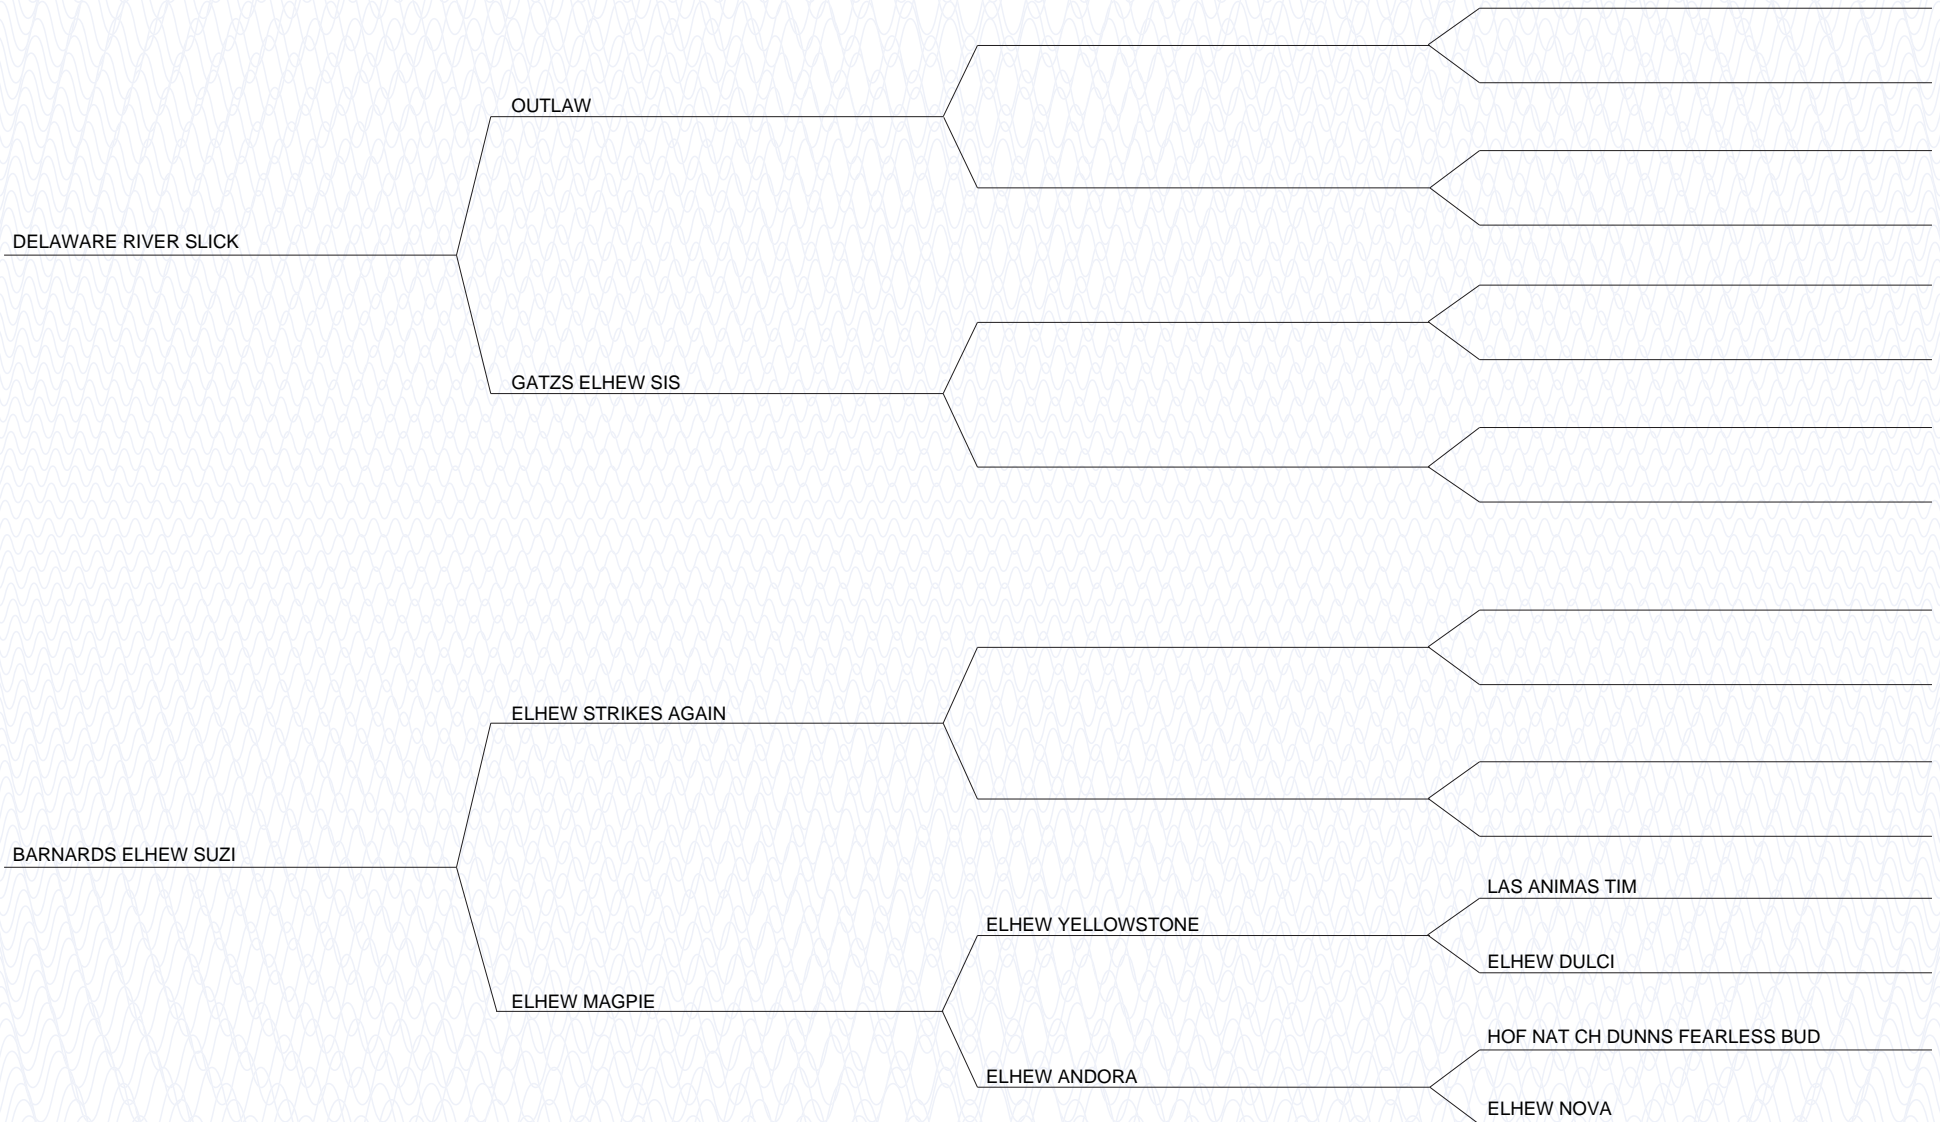 OUTLAW
DELAWARE RIVER SLICK
GATZS ELHEW SIS
ELHEW STRIKES AGAIN
BARNARDS ELHEW SUZI
LAS ANIMAS TIM
ELHEW YELLOWSTONE
ELHEW DULCI
ELHEW MAGPIE
HOF NAT CH DUNNS FEARLESS BUD
ELHEW ANDORA
ELHEW NOVA